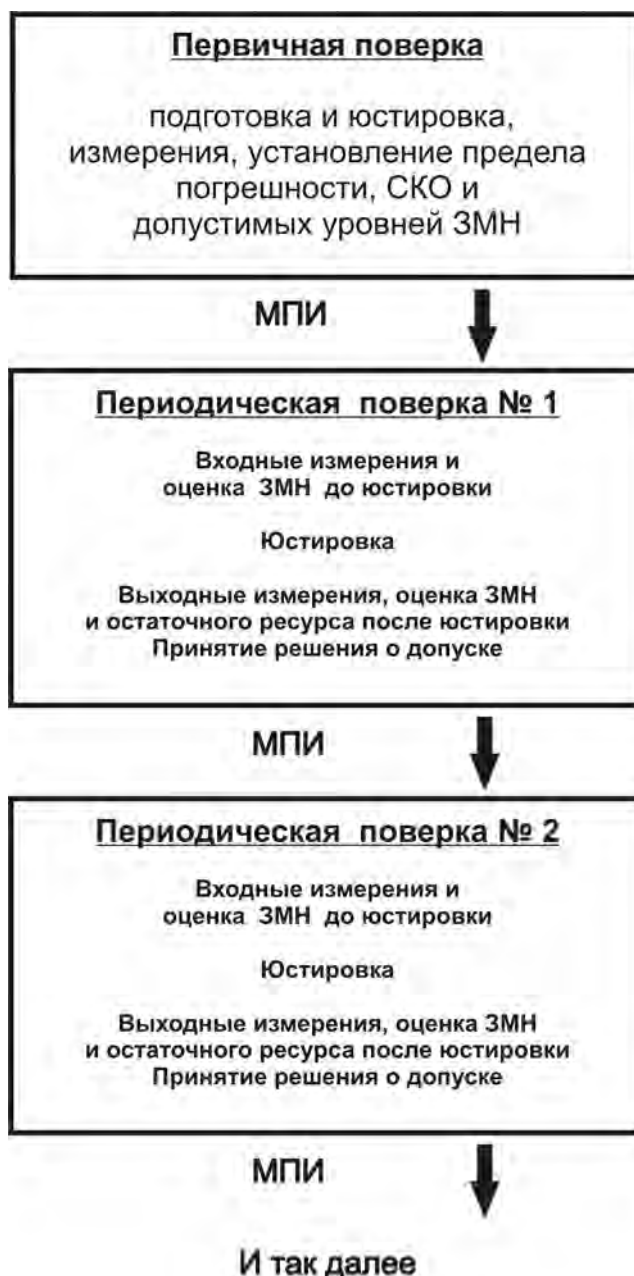 Первичная поверка
подготовка и юстировка,
измерения, установление предела
погрешности, СКО и
допустимых уровней ЗМН
МПИ
Периодическая поверка № 1
Входные измерения и
оценка ЗМН до юстировки
Юстировка
Выходные измерения, оценка ЗМН
и остаточного ресурса после юстировки
Принятие решения о допуске
МПИ
Периодическая поверка № 2
Входные измерения и
оценка ЗМН до юстировки
Юстировка
Выходные измерения, оценка ЗМН
и остаточного ресурса после юстировки
Принятие решения о допуске
МПИ
И так далее